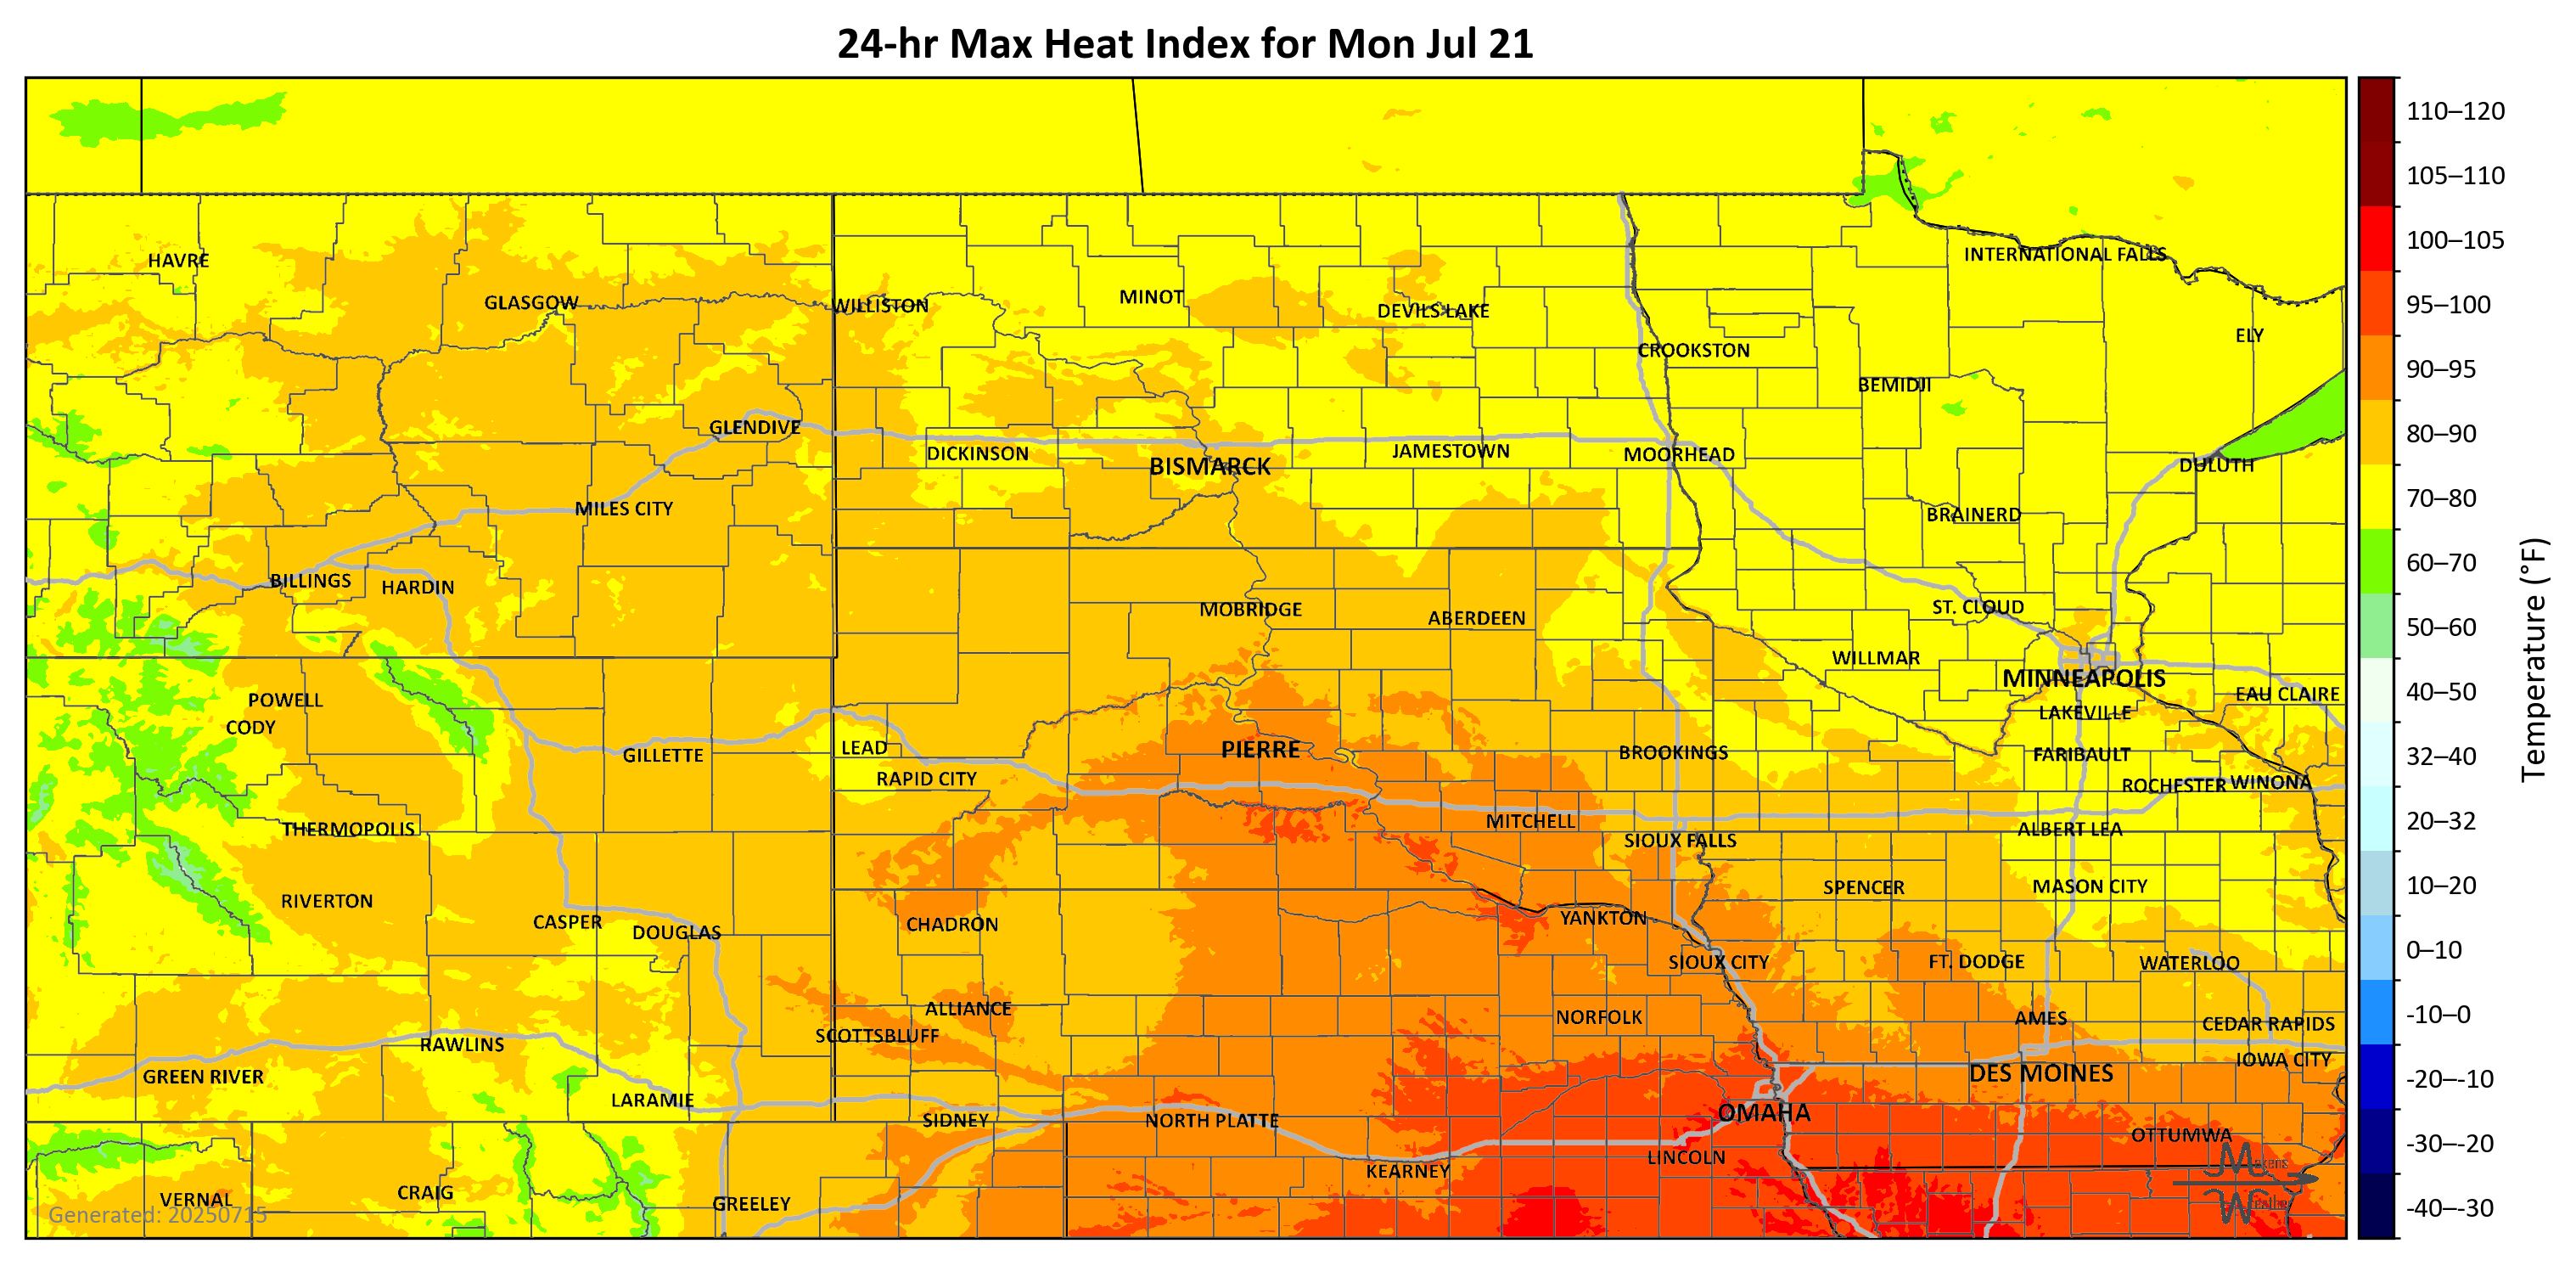 24-hr Max Heat Index for Mon Jul 21
110–120
105–110
100–105
95–100
90–95
80–90
70–80
60–70
50–60
40–50
32–40
20–32
10–20
0–10
-10–0
-20–-10
-30–-20
-40–-30
Temperature (°F)
HAVRE
INTERNATIONAL FALLS
GLASGOW
WILLISTON
MINOT
DEVILS LAKE
ELY
CROOKSTON
BEMIDJI
GLENDIVE
DICKINSON
BISMARCK
JAMESTOWN
MOORHEAD
DULUTH
MILES CITY
BRAINERD
BILLINGS
HARDIN
MOBRIDGE
ABERDEEN
ST. CLOUD
WILLMAR
MINNEAPOLIS
POWELL
EAU CLAIRE
CODY
LAKEVILLE
GILLETTE
LEAD
PIERRE
BROOKINGS
FARIBAULT
RAPID CITY
ROCHESTER
WINONA
THERMOPOLIS
MITCHELL
SIOUX FALLS
ALBERT LEA
RIVERTON
SPENCER
MASON CITY
CASPER
DOUGLAS
CHADRON
YANKTON
SIOUX CITY
FT. DODGE
WATERLOO
ALLIANCE
NORFOLK
AMES
CEDAR RAPIDS
SCOTTSBLUFF
RAWLINS
IOWA CITY
GREEN RIVER
DES MOINES
LARAMIE
SIDNEY
NORTH PLATTE
OMAHA
OTTUMWA
LINCOLN
KEARNEY
VERNAL
CRAIG
GREELEY
Generated: 20250715